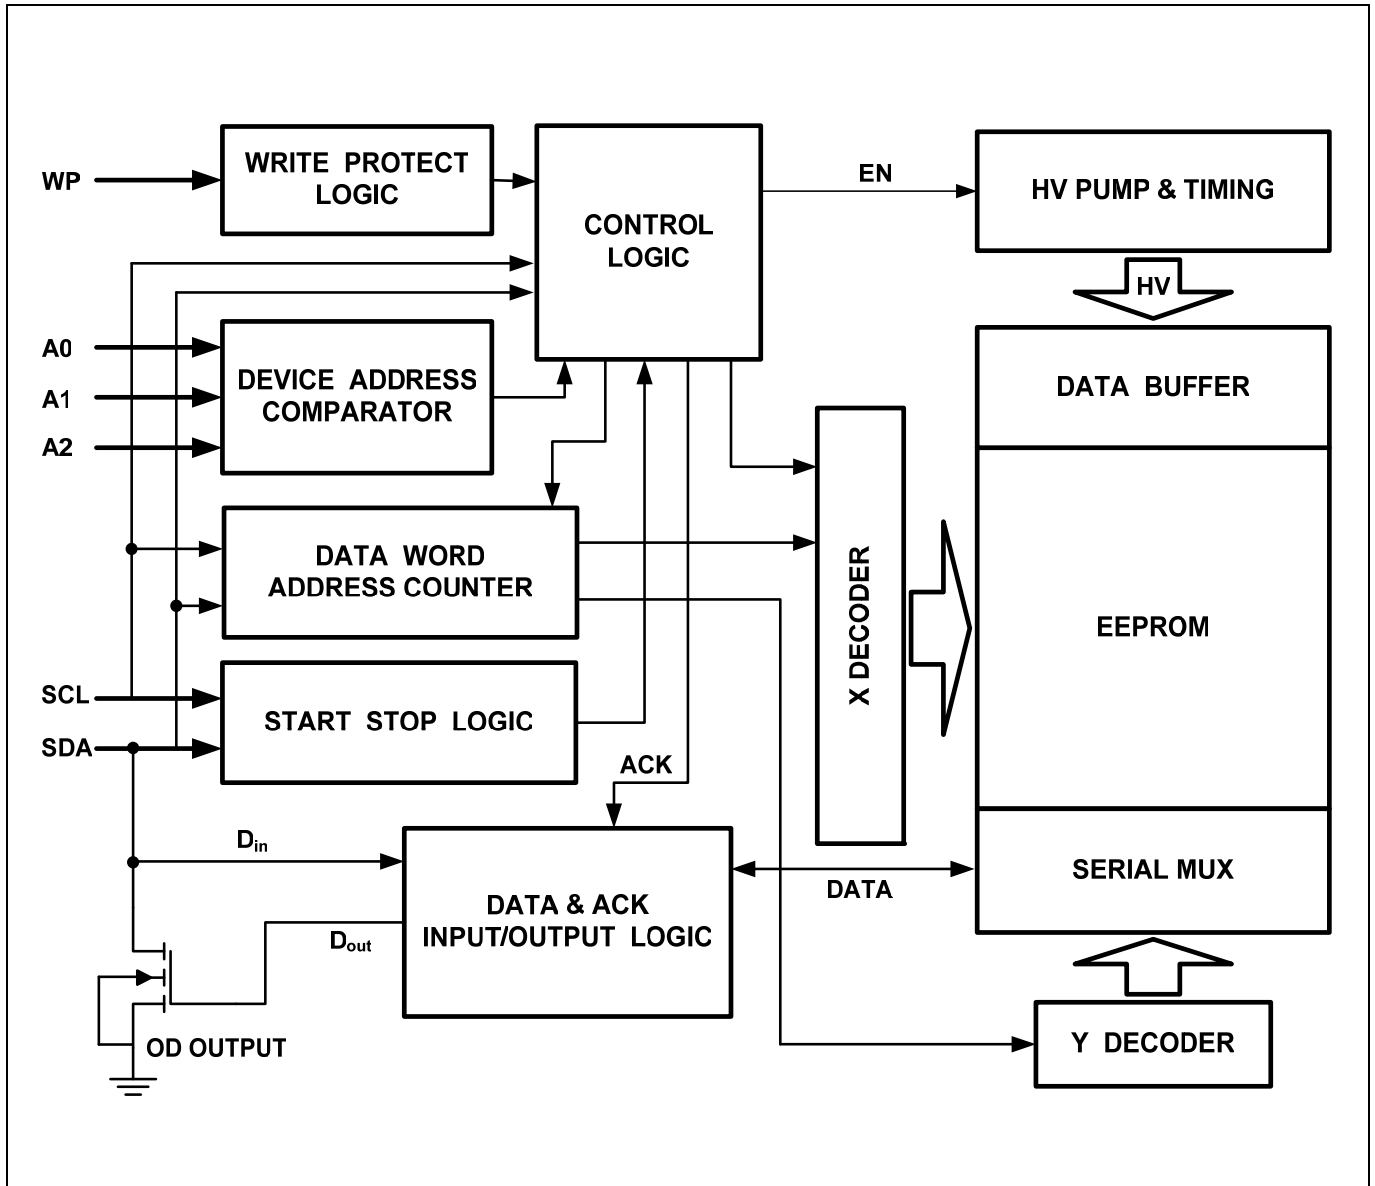 WP
WRITE PROTECT
LOGIC
CONTROL
LOGIC
EN
HV PUMP & TIMING
HV
A0
A1
A2
DEVICE ADDRESS
COMPARATOR
DATA BUFFER
DATA WORD
ADDRESS COUNTER
X DECODER
EEPROM
SCL
SDA
START STOP LOGIC
ACK
Din
Dout
DATA & ACK
INPUT/OUTPUT LOGIC
DATA
SERIAL MUX
OD OUTPUT
Y DECODER